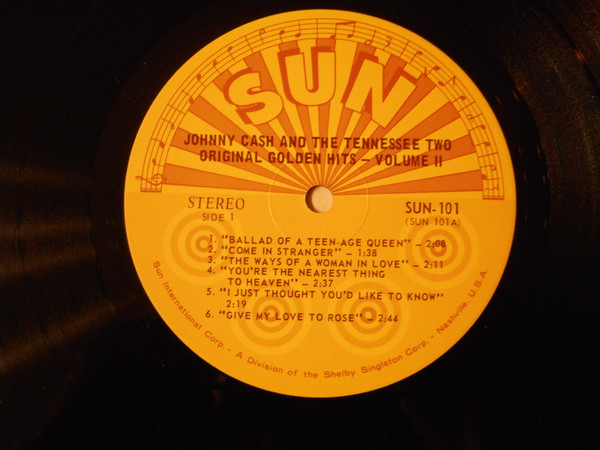 SUN
JOHNNY CASH AND THE TENNESSEE TWO
ORIGINAL GOLDEN HITS – VOLUME II
STEREO
SIDE 1
SUN-101
(SUN 101A)
1. "BALLAD OF A TEEN-AGE QUEEN" – 2:08
2. "COME IN STRANGER" – 1:38
3. "THE WAYS OF A WOMAN IN LOVE" – 2:11
4. "YOU'RE THE NEAREST THING
TO HEAVEN" – 2:37
5. "I JUST THOUGHT YOU'D LIKE TO KNOW"
2:19
6. "GIVE MY LOVE TO ROSE" – 2:44
Sun International Corp. - A Division of the Shelby Singleton Corp. - Nashville, U.S.A.